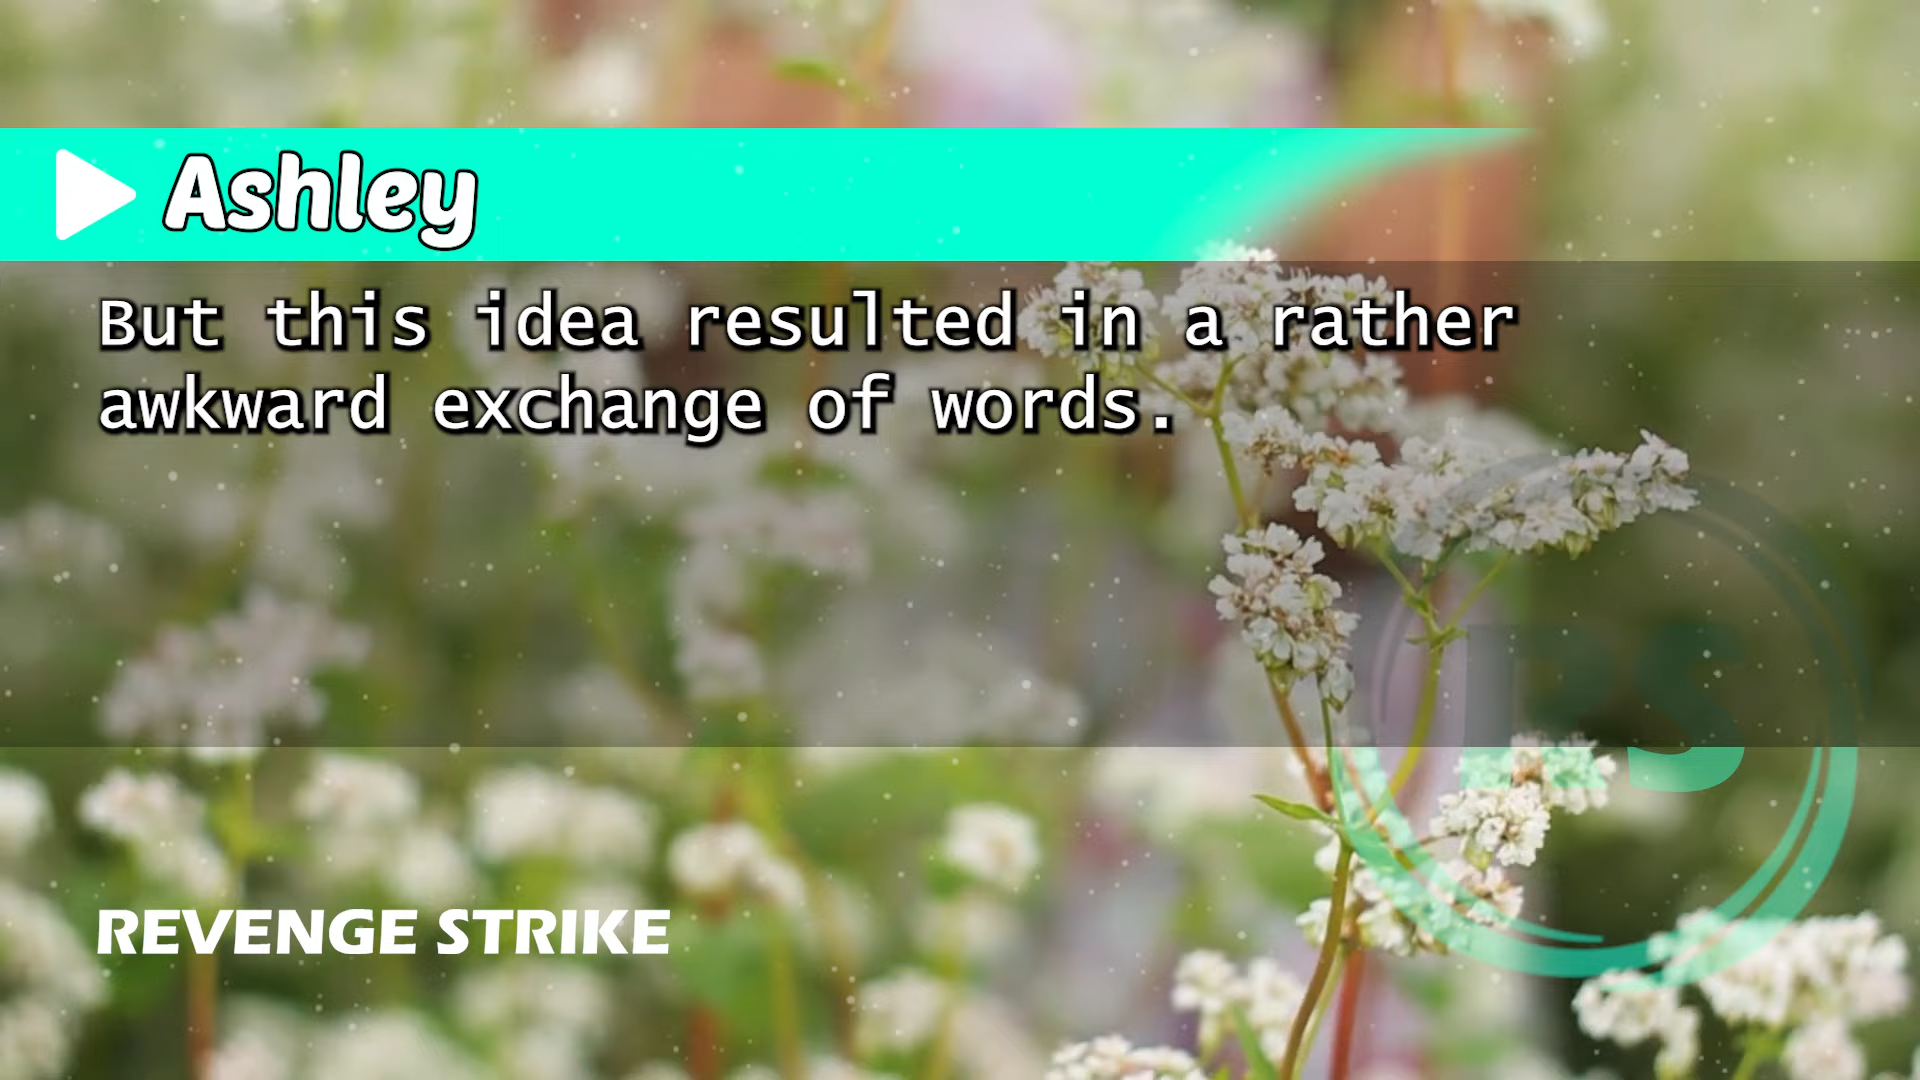 Ashley
But this idea resulted in a rather
awkward exchange of words.
REVENGE STRIKE